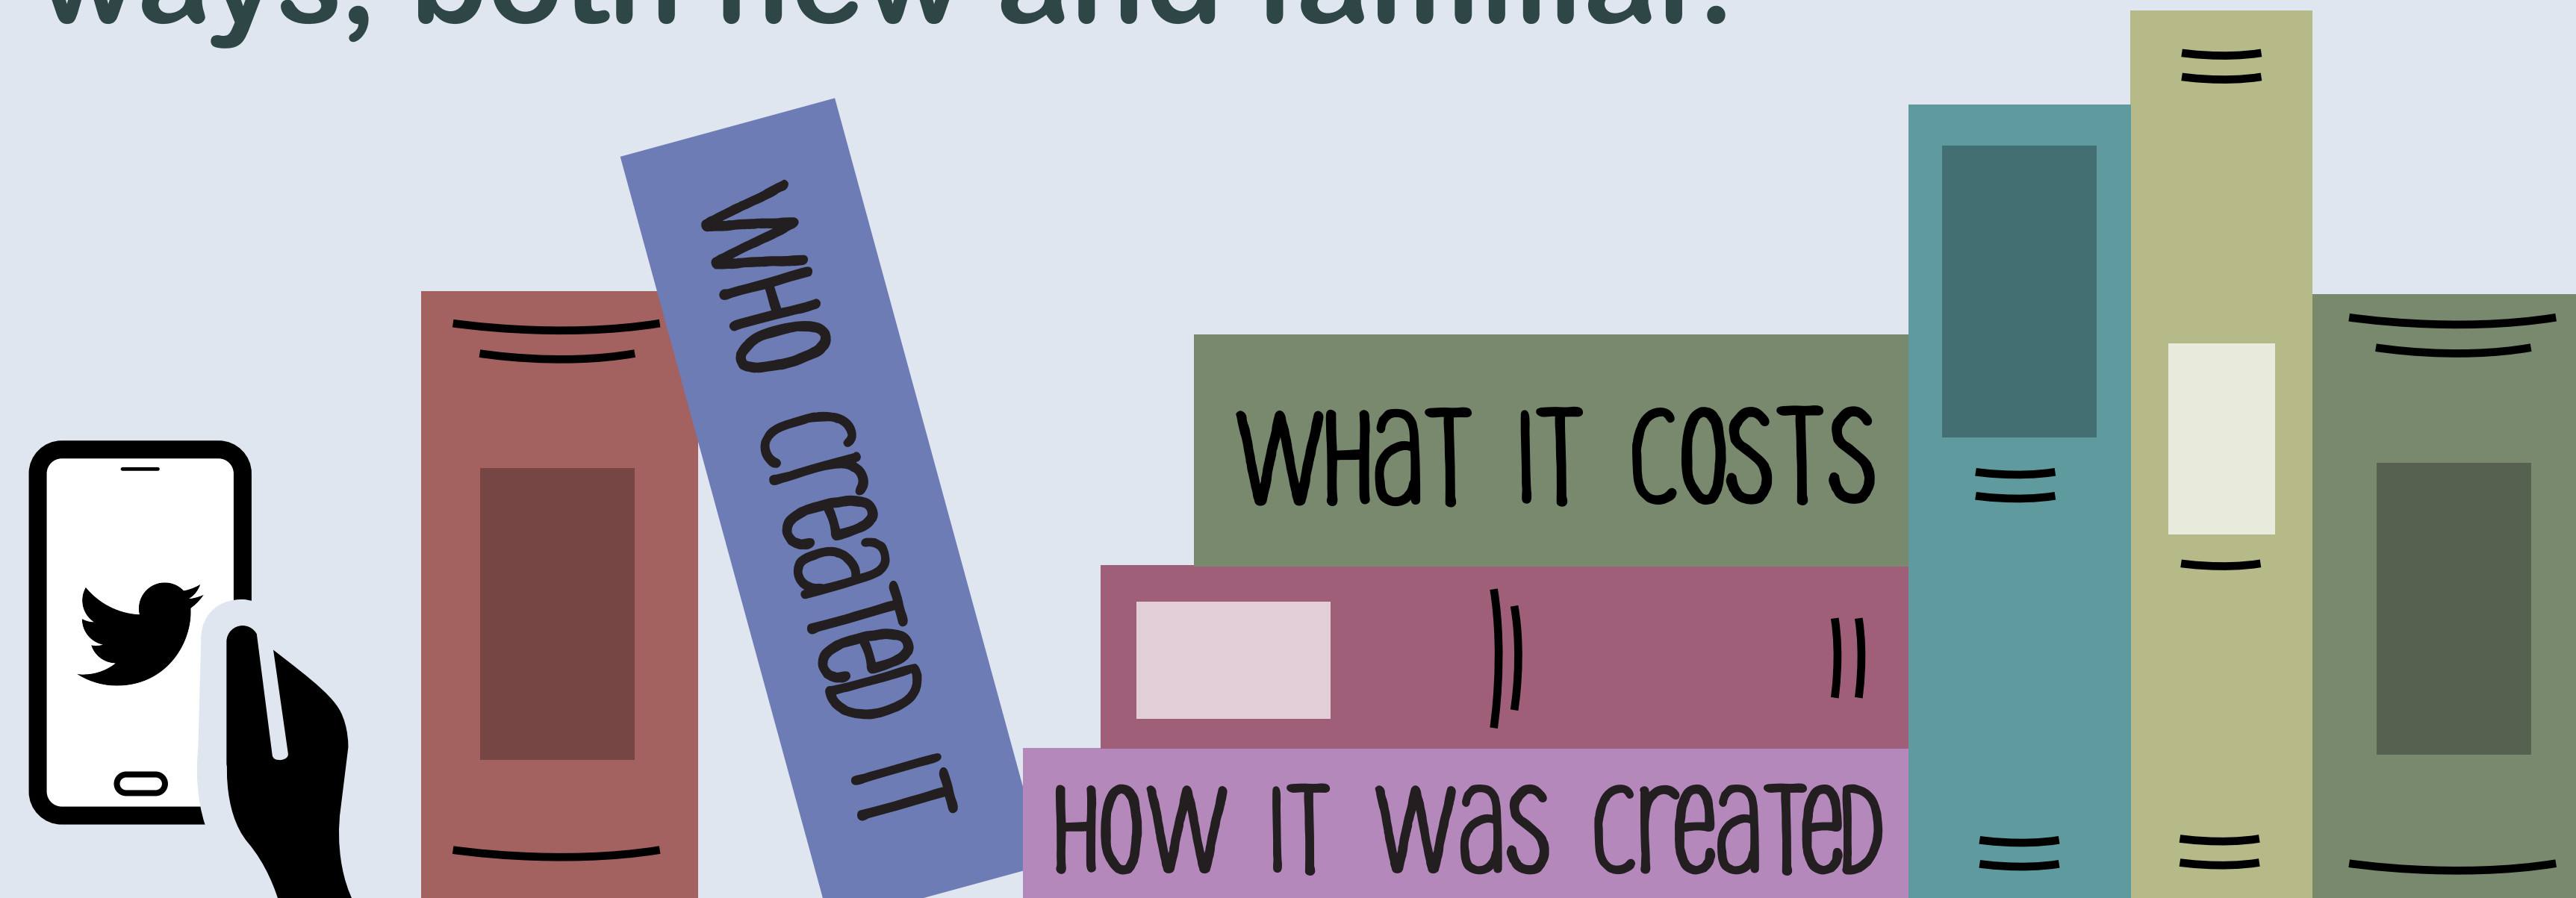 ways, both new and familiar.
WHO CreaTeD IT
WHaT IT COSTS
HOW IT Was CreaTeD